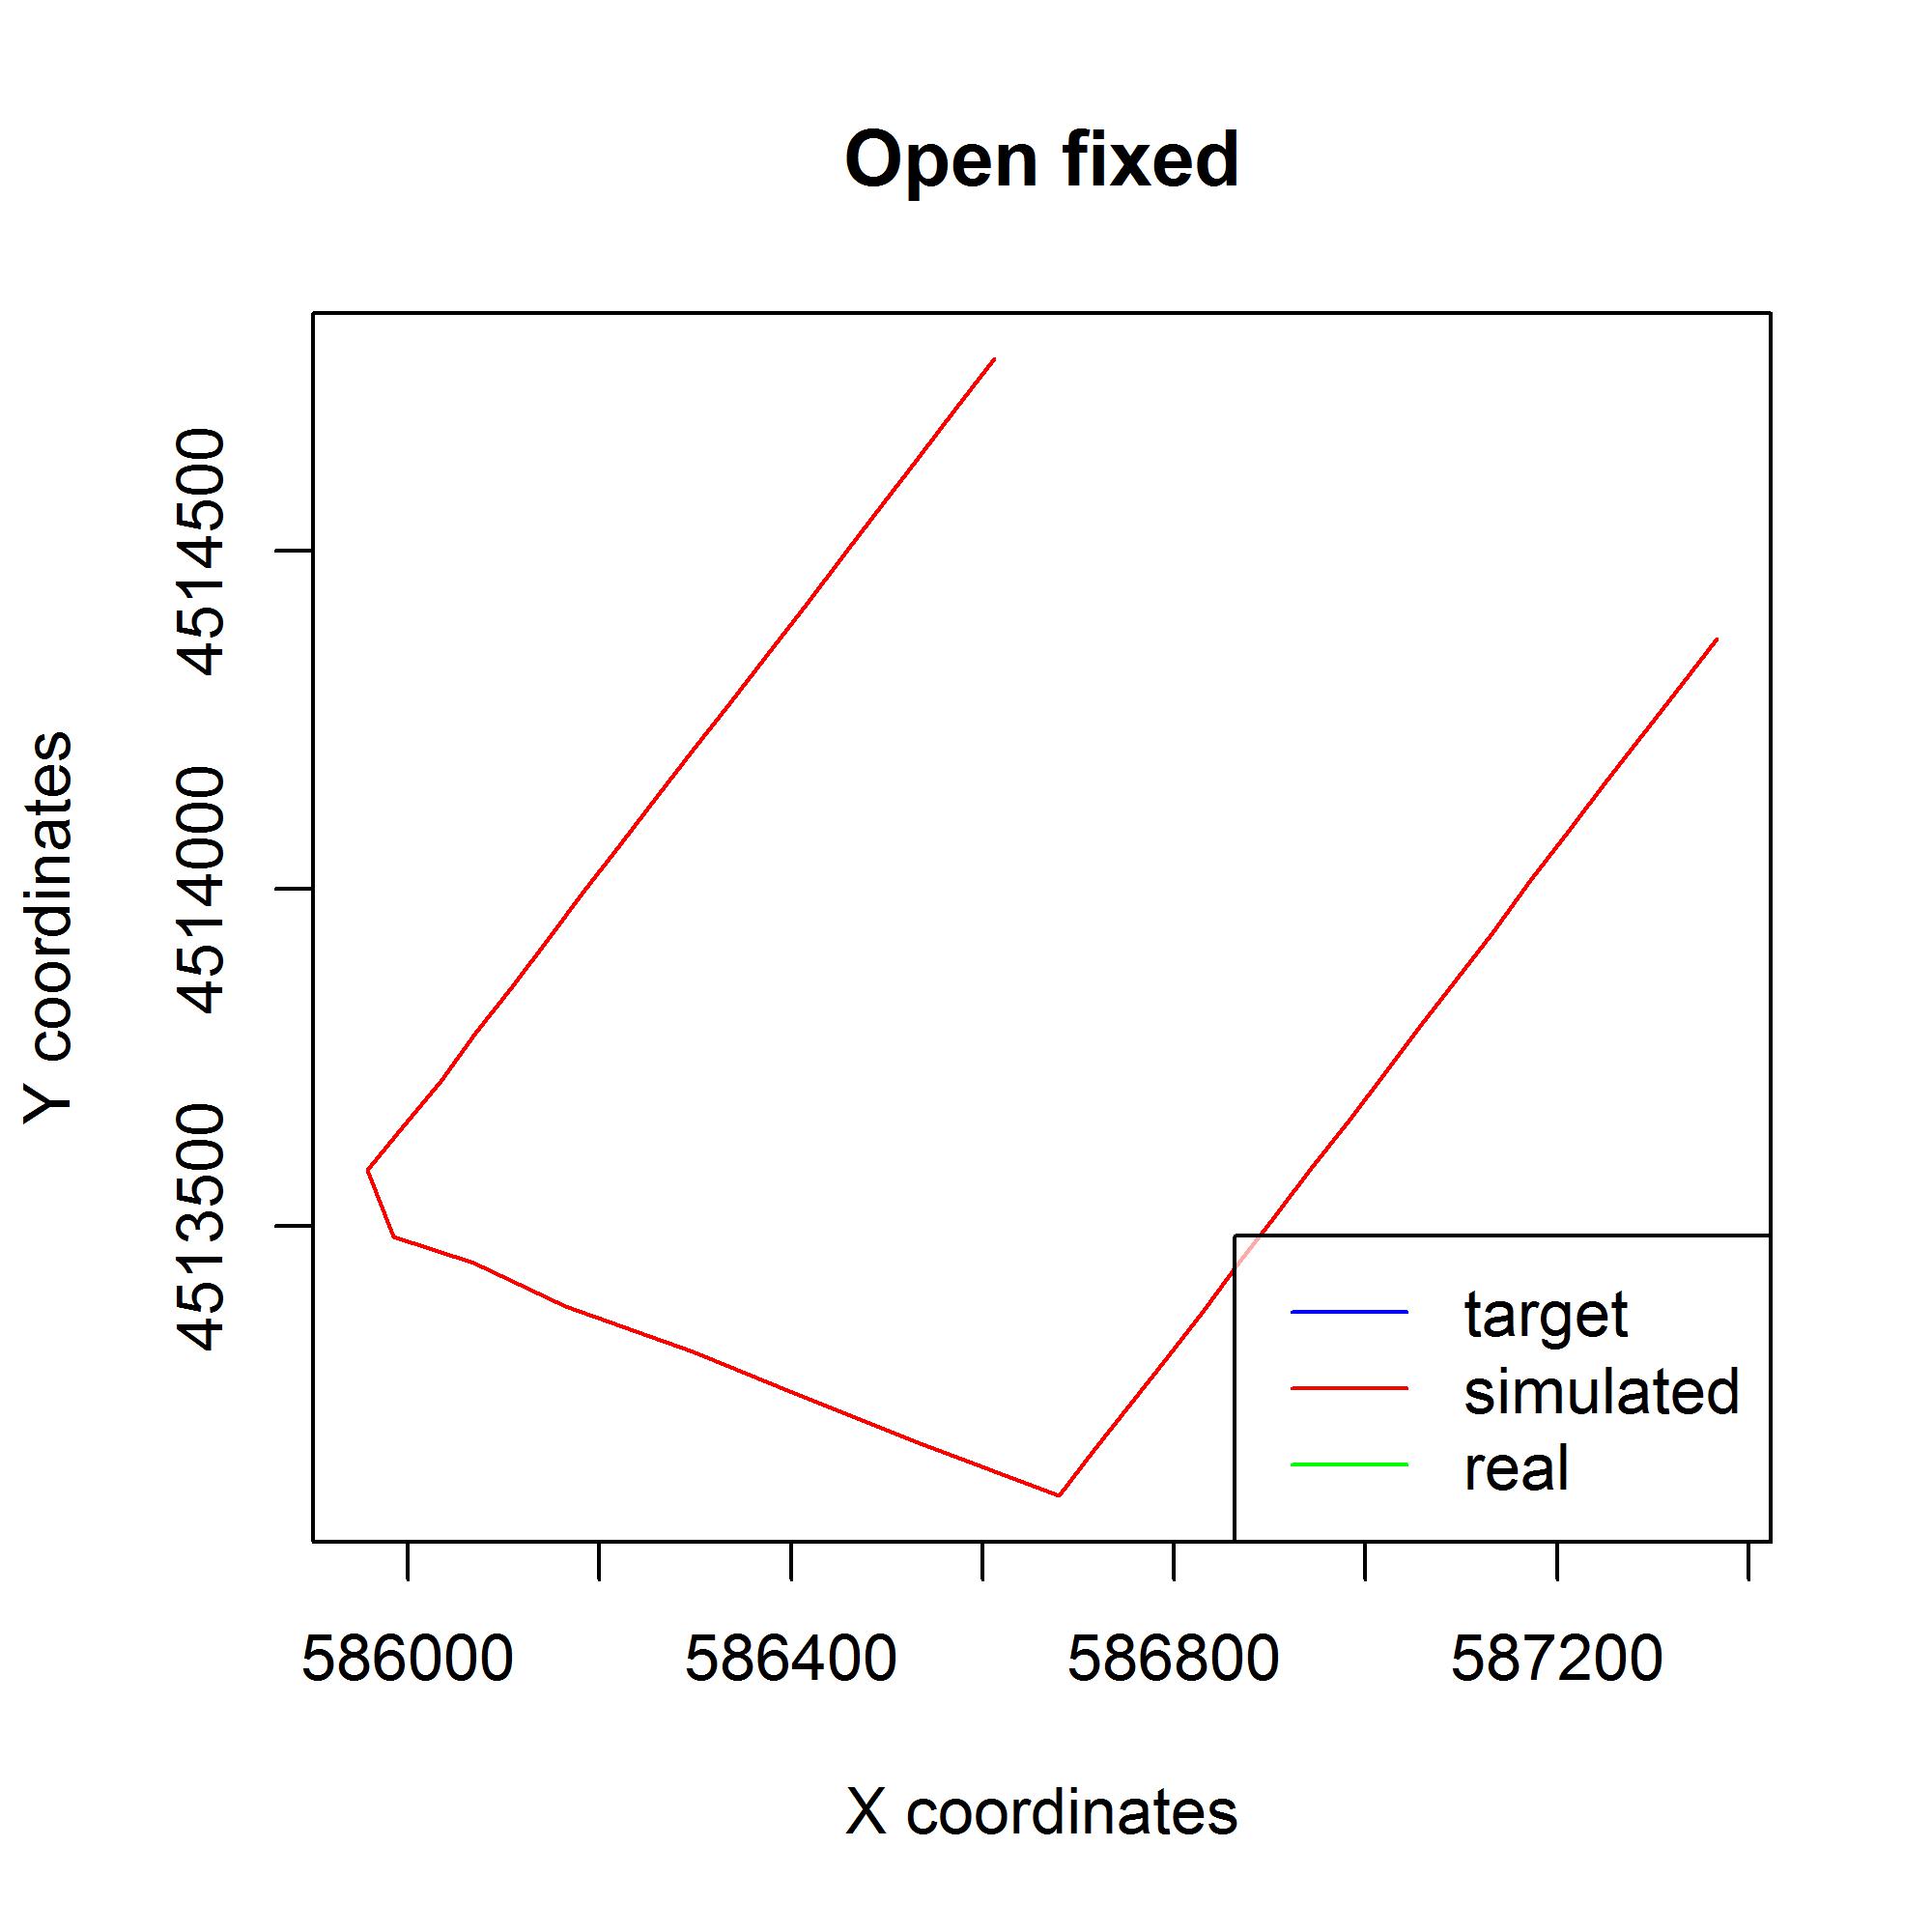 Open fixed
Y coordinates
4514500
4514000
4513500
target
simulated
real
586000 586400 586800 587200
X coordinates